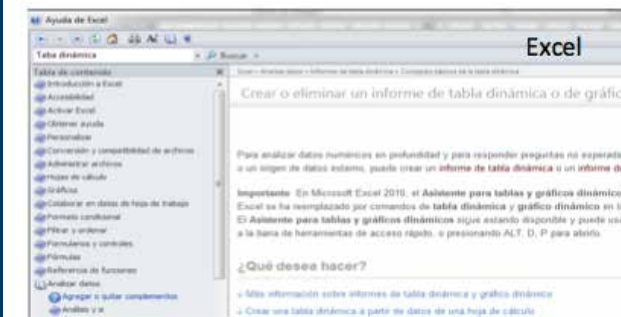 Ayuda de Excel
Excel
Taba dinámica
Buscar
Tabla de contenido
Introducción a Excel
Accesibilidad
Activar Excel
Obtener ayuda
Personalizar
Conversión y compatibilidad de archivos
Administrar archivos
Hojas de cálculo
Gráficos
Colaborar en datos de hoja de trabajo
Formato condicional
Filtrar y ordenar
Formularios y controles
Fórmulas
Referencia de funciones
Analizar datos
Agregar o quitar complementos
Análisis y si
Crear o eliminar un informe de tabla dinámica o de gráfic
Para analizar datos numéricos en profundidad y para responder preguntas no esperada
o un origen de datos externo, puede crear un informe de tabla dinámica o un informe d
Importante En Microsoft Excel 2010, el Asistente para tablas y gráficos dinámico
Excel se ha reemplazado por comandos de tabla dinámica y gráfico dinámico en l
El Asistente para tablas y gráficos dinámicos sigue estando disponible y puede us
a la barra de herramientas de acceso rápido, o presionando ALT, D, P para abrirlo.
¿Qué desea hacer?
Más información sobre informes de tabla dinámica y gráfico dinámico
Crear una tabla dinámica a partir de datos de una hoja de cálculo